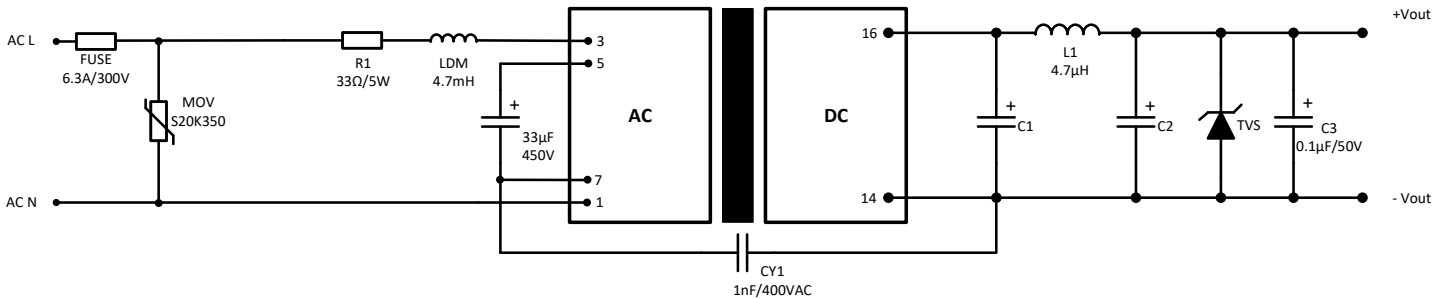 +Vout
AC L
FUSE
6.3A/300V
R1
33Ω/5W
LDM
4.7mH
3
5
16
L1
4.7µH
MOV
S20K350
+
33µF
450V
AC
DC
+
C1
+
C2
TVS
+
C3
0.1µF/50V
7
1
14
AC N
- Vout
CY1
1nF/400VAC